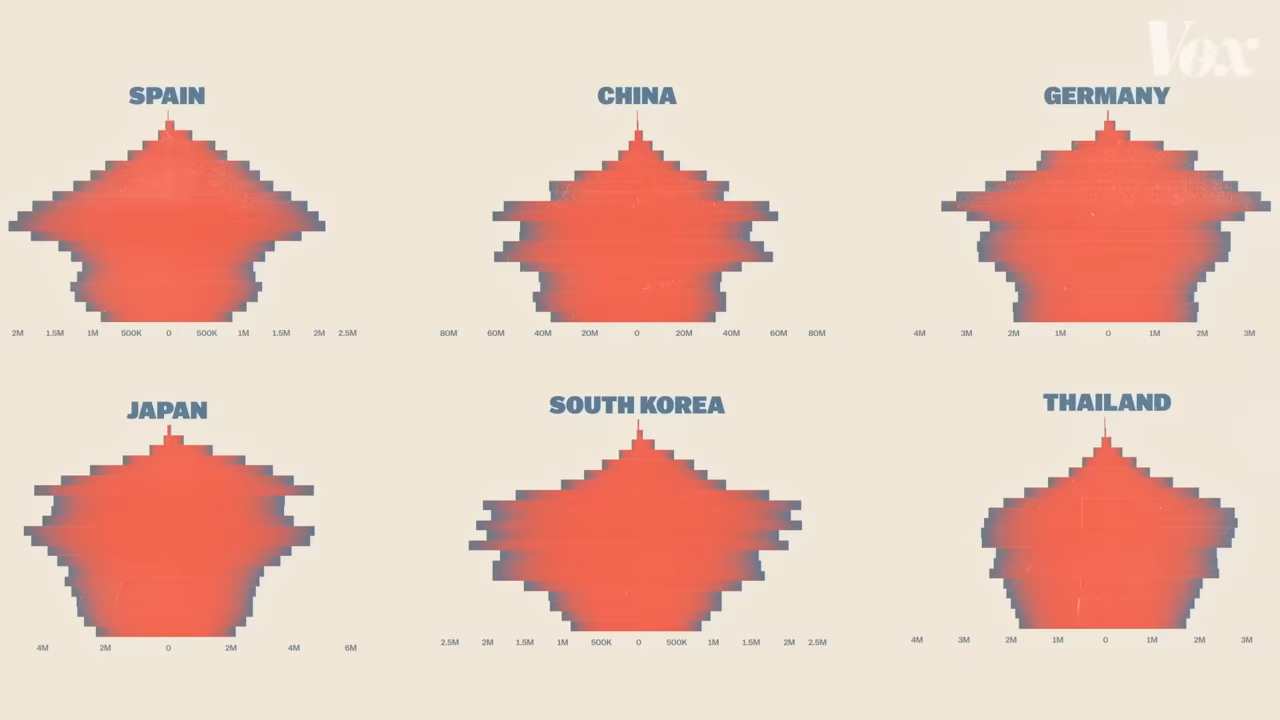 Vox
SPAIN
CHINA
GERMANY
2M 1.5M 1M 500K 0 500K 1M 1.5M 2M 2.5M
80M 60M 40M 20M 0 20M 40M 60M 80M
4M 3M 2M 1M 0 1M 2M 3M
JAPAN
SOUTH KOREA
THAILAND
4M 2M 0 2M 4M 6M
2.5M 2M 1.5M 1M 500K 0 500K 1M 1.5M 2M 2.5M
4M 3M 2M 1M 0 1M 2M 3M